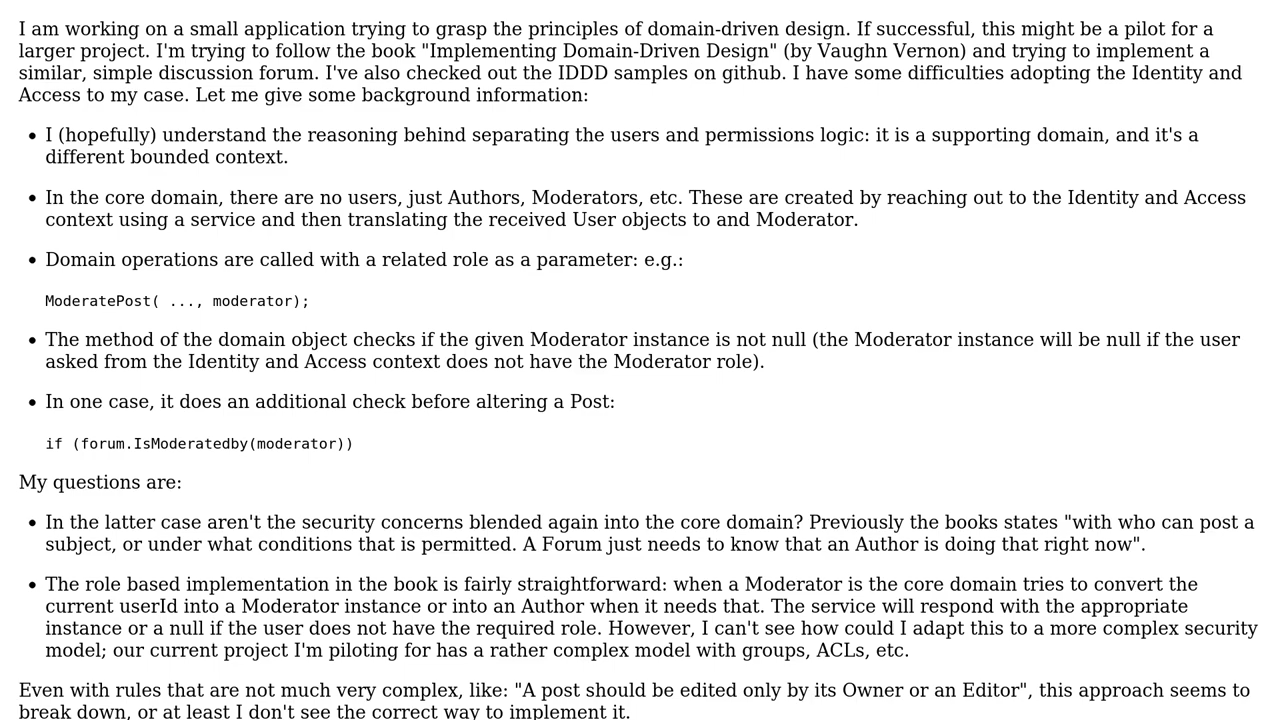 I am working on a small application trying to grasp the principles of domain-driven design. If successful, this might be a pilot for a
larger project. I'm trying to follow the book "Implementing Domain-Driven Design" (by Vaughn Vernon) and trying to implement a
similar, simple discussion forum. I've also checked out the IDDD samples on github. I have some difficulties adopting the Identity and
Access to my case. Let me give some background information:
• I (hopefully) understand the reasoning behind separating the users and permissions logic: it is a supporting domain, and it's a
different bounded context.
• In the core domain, there are no users, just Authors, Moderators, etc. These are created by reaching out to the Identity and Access
context using a service and then translating the received User objects to and Moderator.
• Domain operations are called with a related role as a parameter: e.g.:
ModeratePost( ..., moderator);
• The method of the domain object checks if the given Moderator instance is not null (the Moderator instance will be null if the user
asked from the Identity and Access context does not have the Moderator role).
• In one case, it does an additional check before altering a Post:
if (forum.IsModeratedby(moderator))
My questions are:
• In the latter case aren't the security concerns blended again into the core domain? Previously the books states "with who can post a
subject, or under what conditions that is permitted. A Forum just needs to know that an Author is doing that right now".
• The role based implementation in the book is fairly straightforward: when a Moderator is the core domain tries to convert the
current userId into a Moderator instance or into an Author when it needs that. The service will respond with the appropriate
instance or a null if the user does not have the required role. However, I can't see how could I adapt this to a more complex security
model; our current project I'm piloting for has a rather complex model with groups, ACLs, etc.
Even with rules that are not much very complex, like: "A post should be edited only by its Owner or an Editor", this approach seems to
break down, or at least I don't see the correct way to implement it.